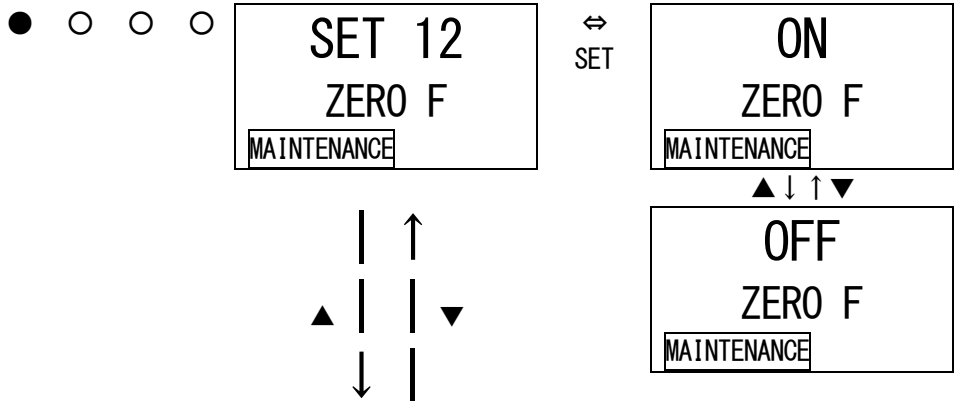 ● ○ ○ ○
SET 12
ZERO F
MAINTENANCE
⇔
SET
ON
ZERO F
MAINTENANCE
▲↓↑▼
OFF
ZERO F
MAINTENANCE
↑
▲ ▼
↓